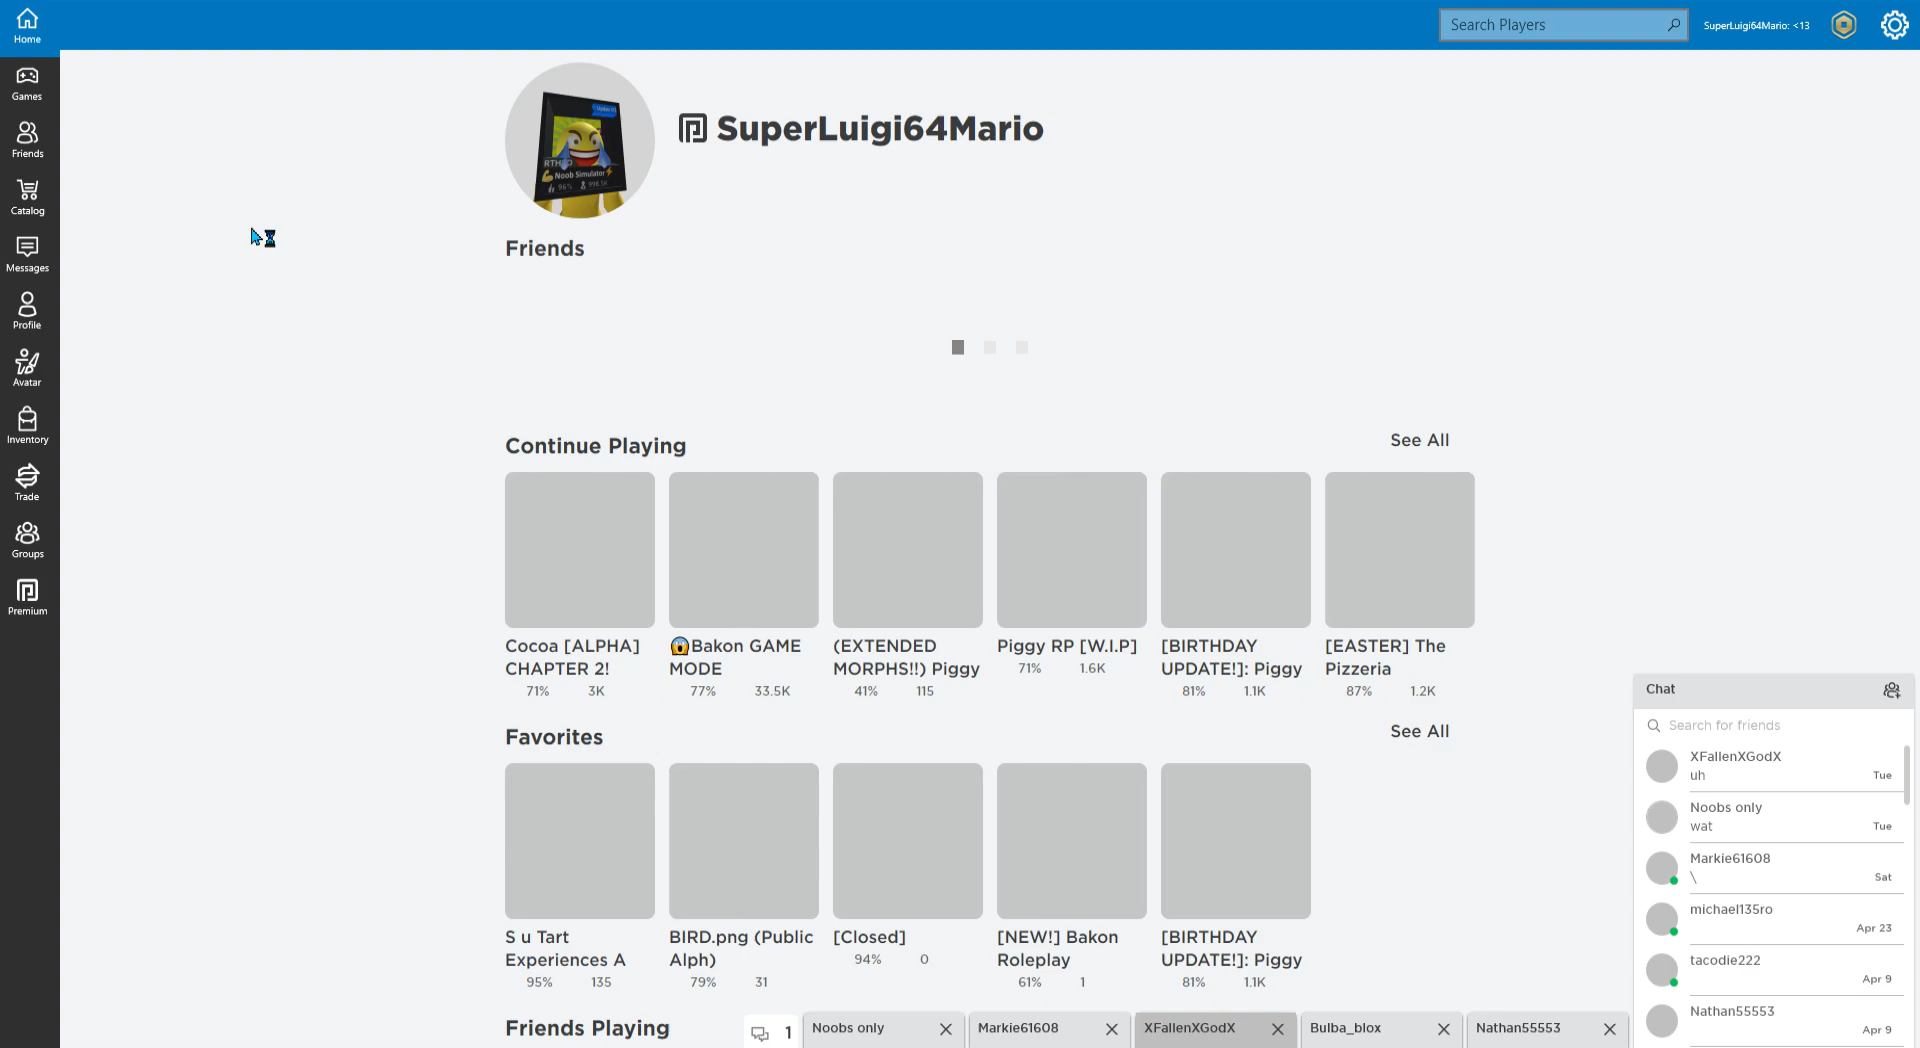 Home
Search Players
SuperLuigi64Mario: <13
Games
Friends
Catalog
Messages
Profile
Avatar
Inventory
Trade
Groups
Premium
RTHRO
💪Noob Simulator⚡
96%
SuperLuigi64Mario
Friends
Continue Playing
See All
Cocoa [ALPHA]
CHAPTER 2!
71% 3K
😱Bakon GAME
MODE
77% 33.5K
(EXTENDED
MORPHS!!) Piggy
41% 115
Piggy RP [W.I.P]
71% 1.6K
[BIRTHDAY
UPDATE!]: Piggy
81% 1.1K
[EASTER] The
Pizzeria
87% 1.2K
Favorites
See All
S u Tart
Experiences A
95% 135
BIRD.png (Public
Alph)
79% 31
[Closed]
94% 0
[NEW!] Bakon
Roleplay
61% 1
[BIRTHDAY
UPDATE!]: Piggy
81% 1.1K
Friends Playing
1
Noobs only
Markie61608
XFallenXGodX
Bulba_blox
Nathan55553
Chat
Search for friends
XFallenXGodX
uh
Tue
Noobs only
wat
Tue
Markie61608
\
Sat
michael135ro
Apr 23
tacodie222
Apr 9
Nathan55553
Apr 9